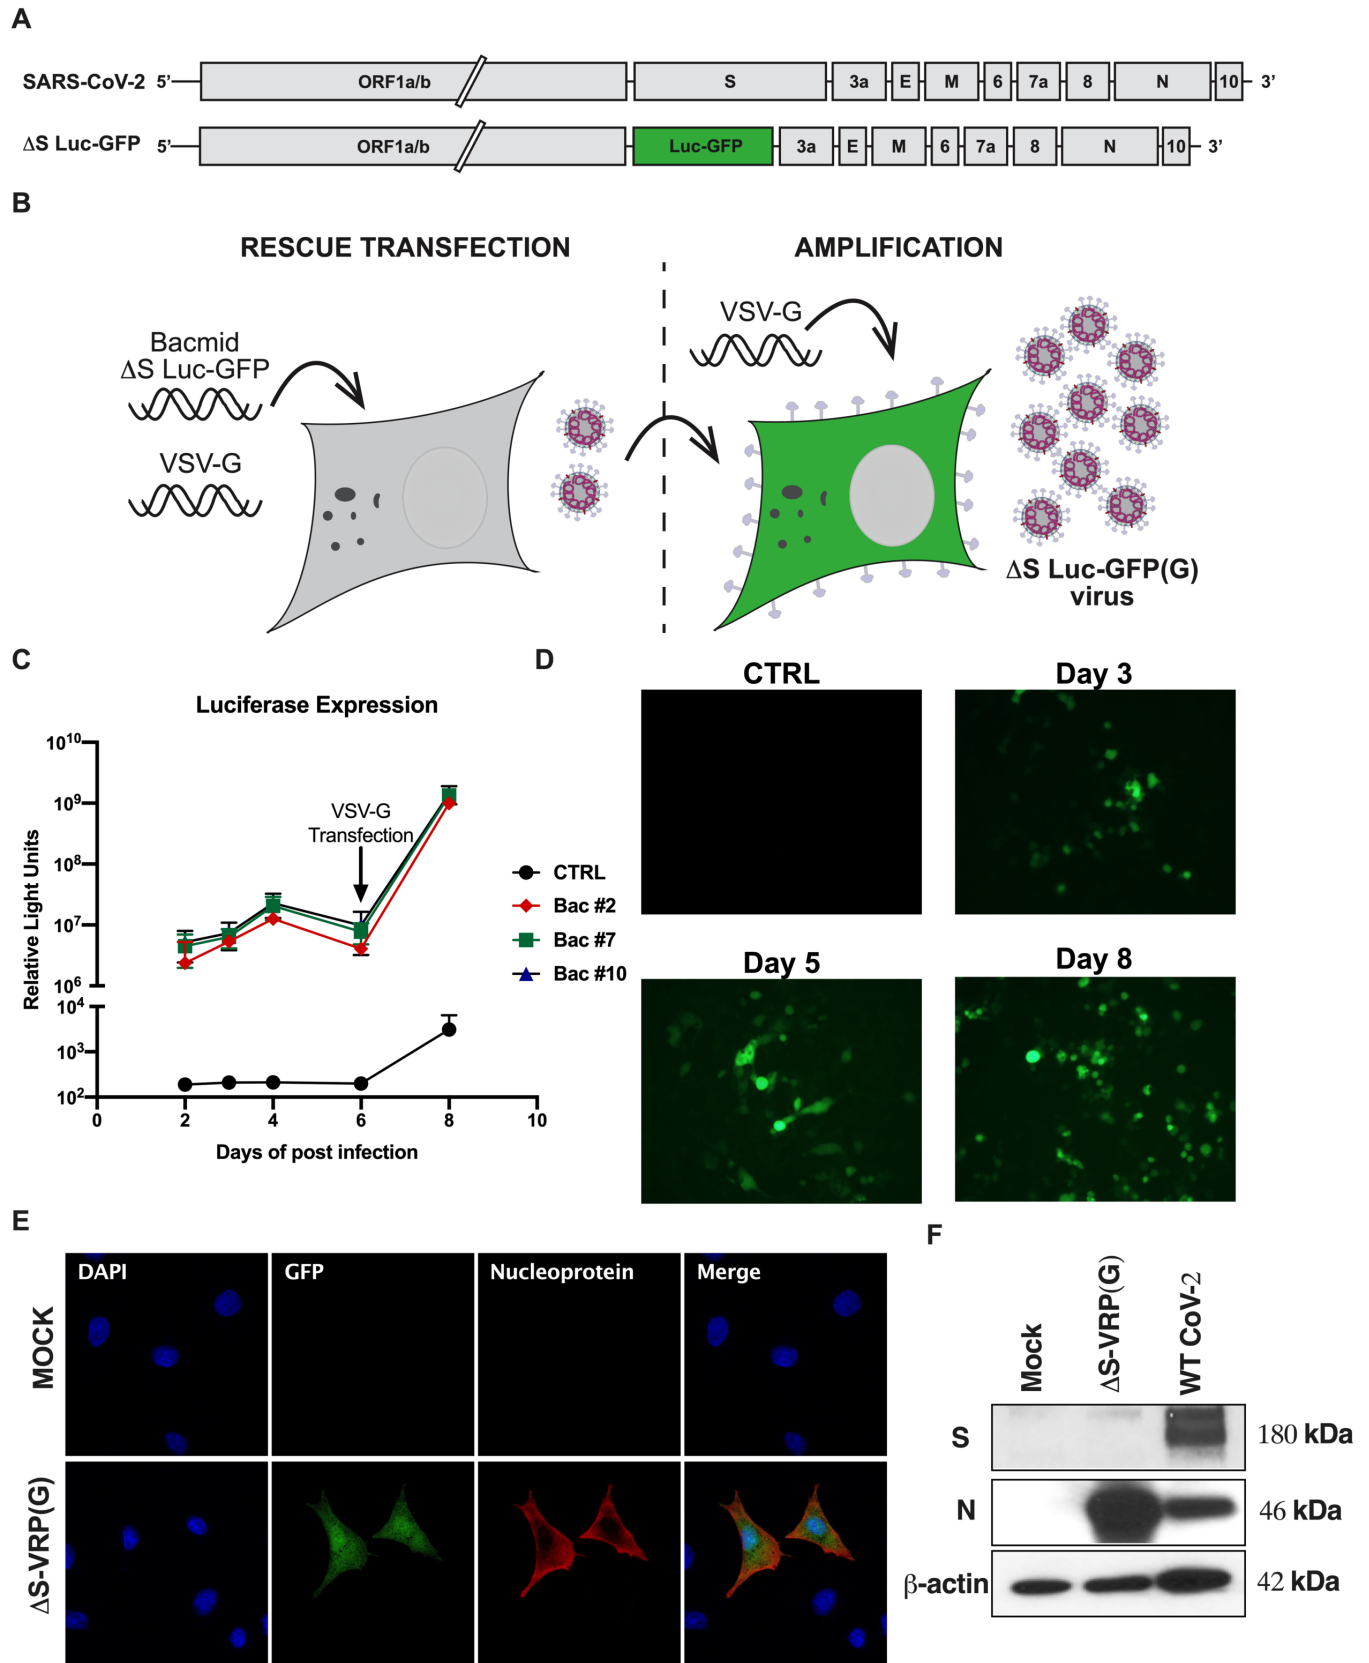 A
SARS-CoV-2 5’ ORF1a/b S 3a E M 6 7a 8 N 10 3’
ΔS Luc-GFP 5’ ORF1a/b Luc-GFP 3a E M 6 7a 8 N 10 3’
B
RESCUE TRANSFECTION
AMPLIFICATION
Bacmid
ΔS Luc-GFP
VSV-G
VSV-G
ΔS Luc-GFP(G)
virus
C
Luciferase Expression
Relative Light Units
10¹⁰
10⁹
10⁸
10⁷
10⁶
10⁴
10³
10²
0 2 4 6 8 10
Days of post infection
VSV-G
Transfection
CTRL
Bac #2
Bac #7
Bac #10
D
CTRL
Day 3
Day 5
Day 8
E
DAPI GFP Nucleoprotein Merge
MOCK
ΔS-VRP(G)
F
Mock
ΔS-VRP(G)
WT CoV-2
S 180 kDa
N 46 kDa
β-actin 42 kDa